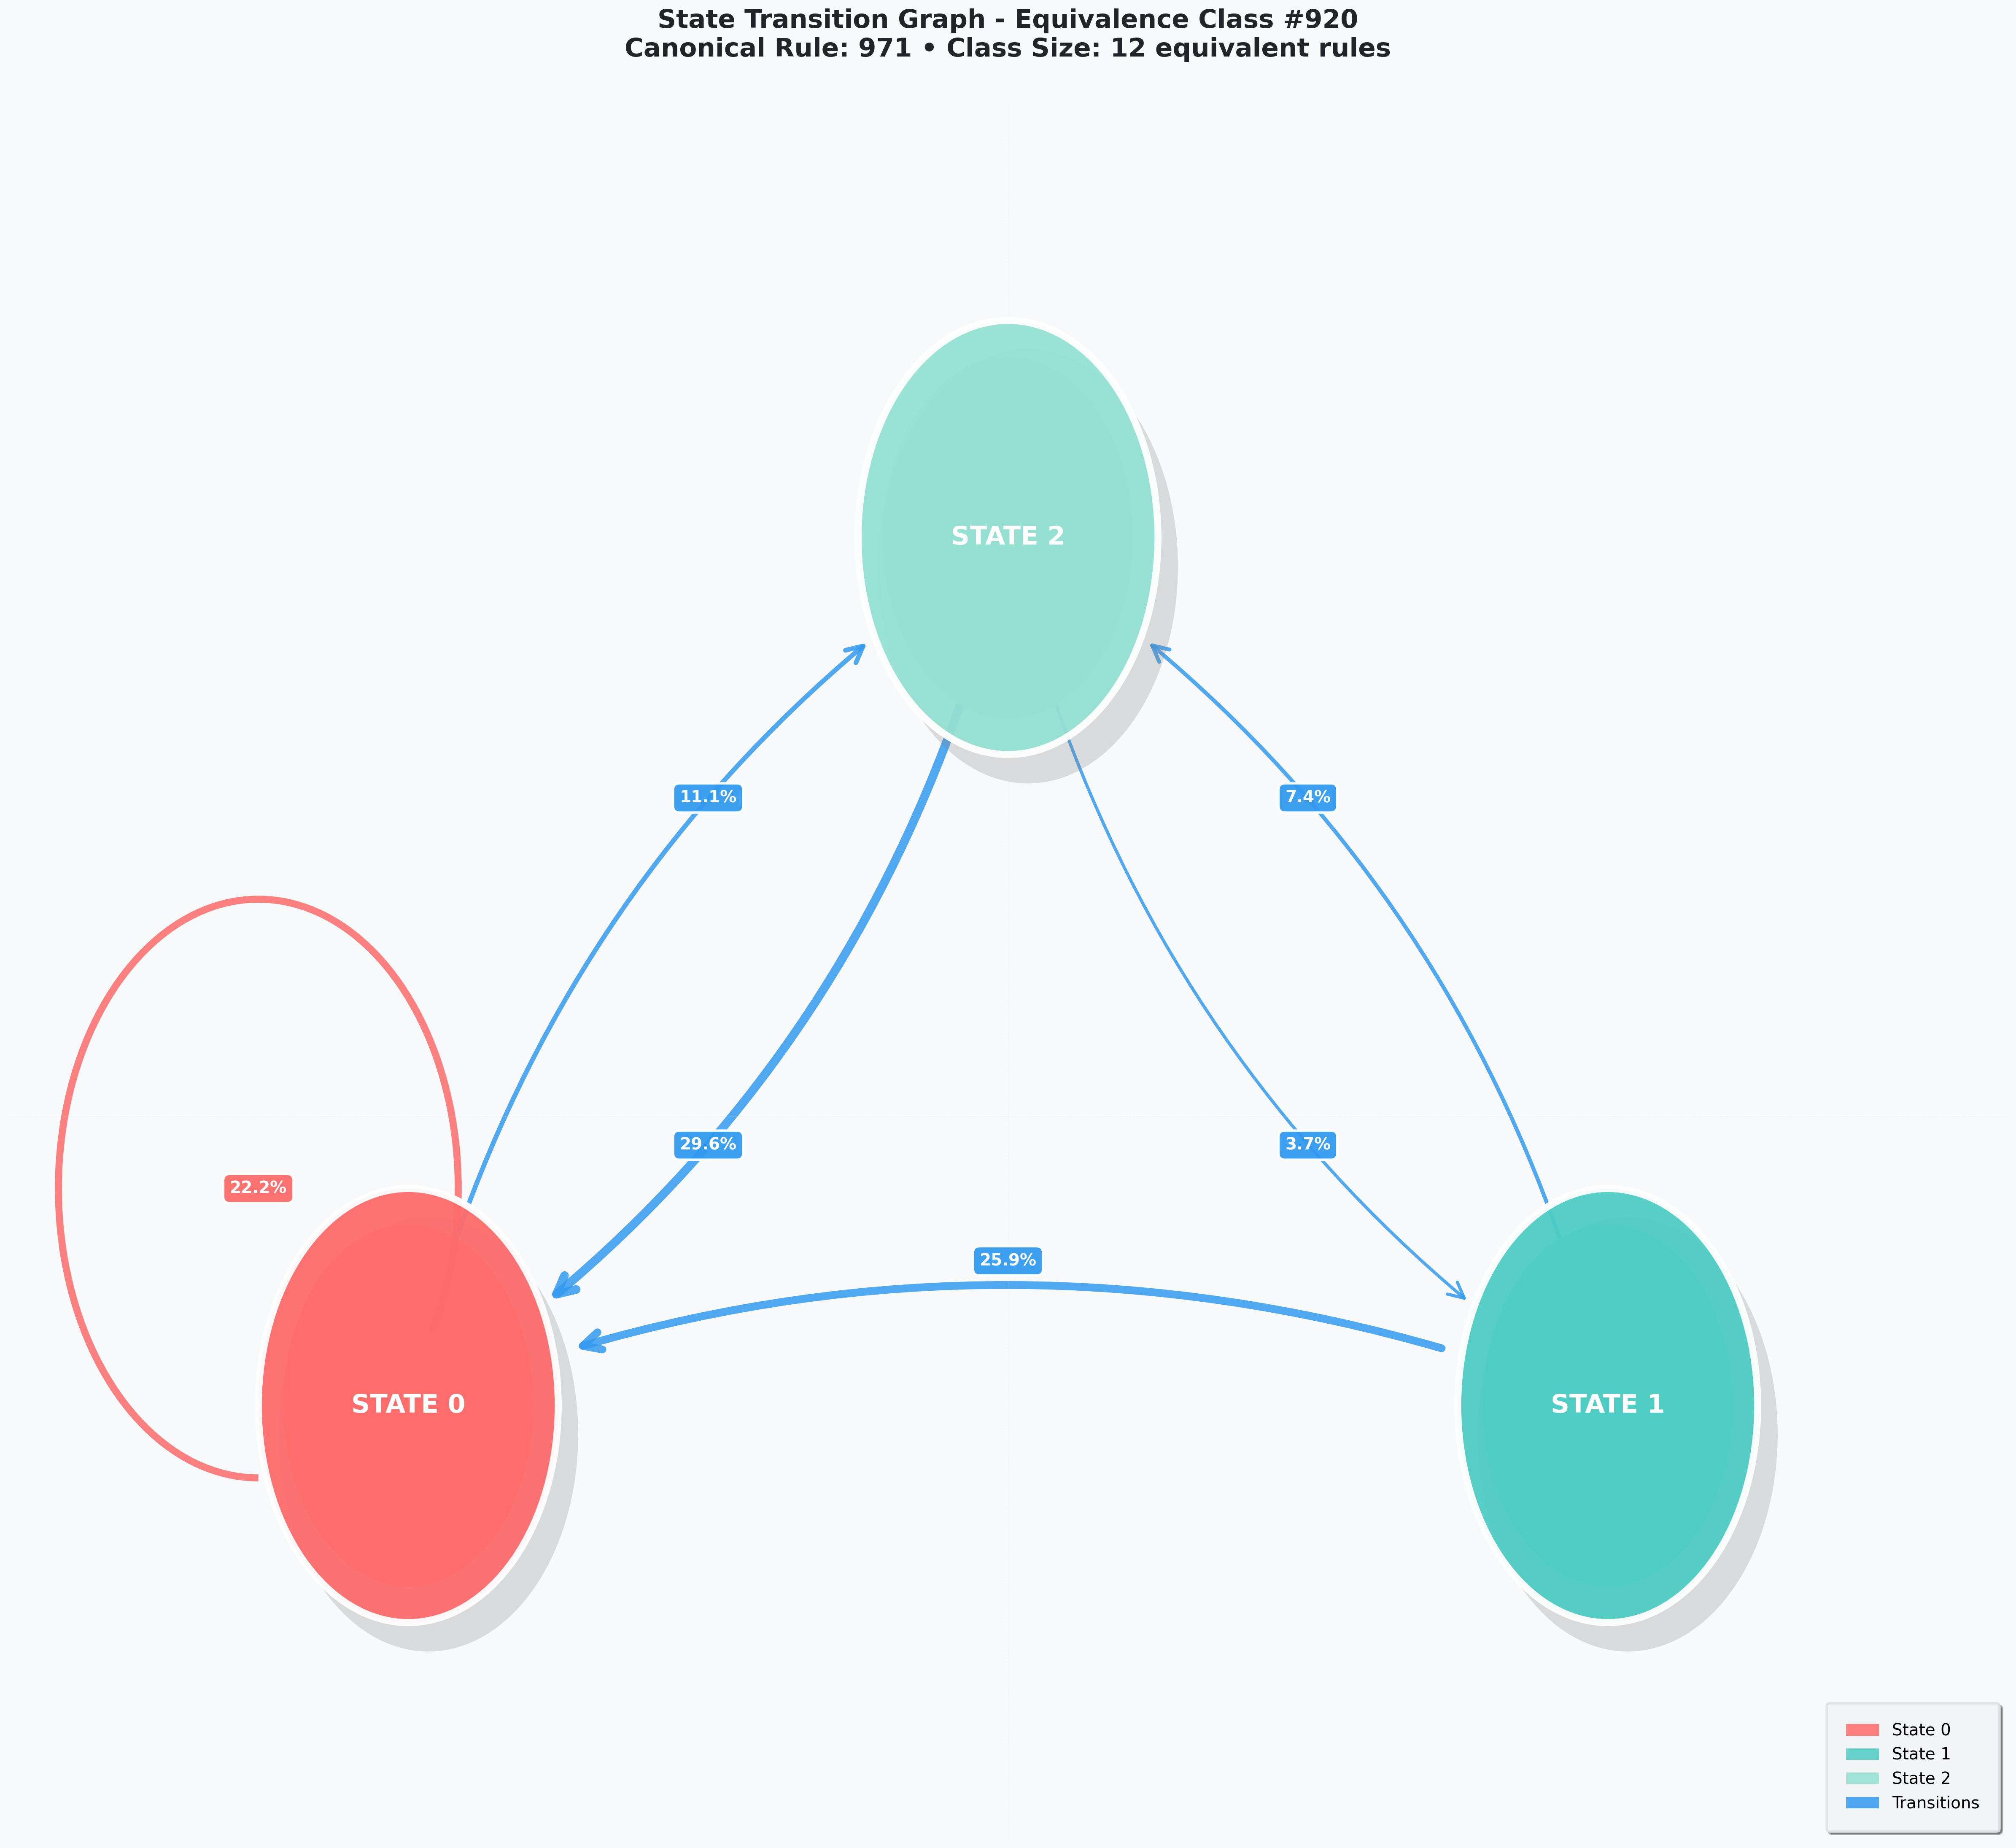 State Transition Graph - Equivalence Class #920
Canonical Rule: 971 • Class Size: 12 equivalent rules
STATE 2
11.1%
7.4%
29.6%
3.7%
22.2%
25.9%
STATE 0
STATE 1
State 0
State 1
State 2
Transitions